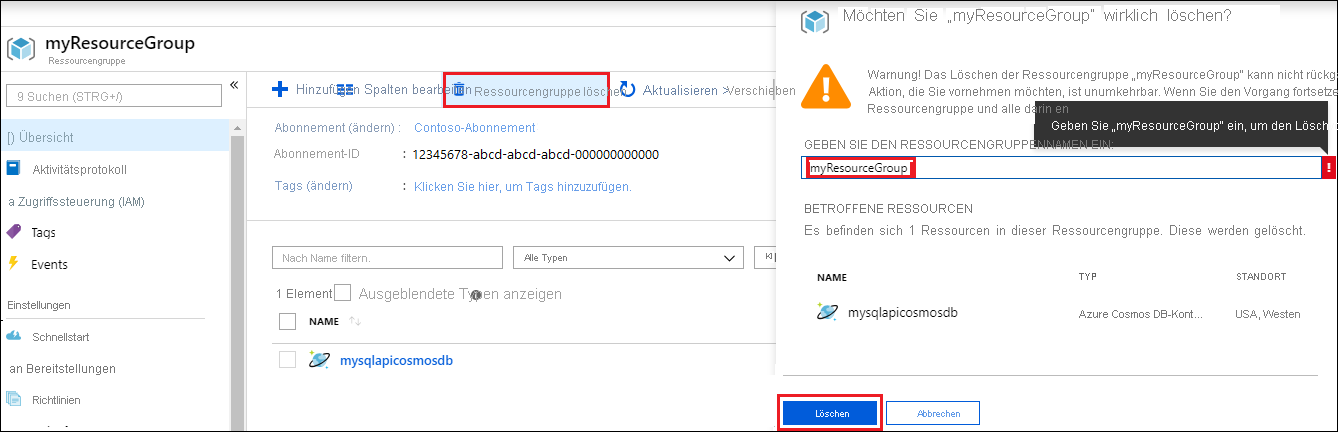 myResourceGroup
Ressourcengruppe
9 Suchen (STRG+/)
«
[) Übersicht
Aktivitätsprotokoll
a Zugriffssteuerung (IAM)
Tags
Events
Einstellungen
Schnellstart
an Bereitstellungen
Richtlinien
Hinzufügen Spalten bearbeiten Ressourcengruppe löschen Aktualisieren >Verschieben
Abonnement (ändern) : Contoso-Abonnement
Abonnement-ID : 12345678-abcd-abcd-abcd-000000000000
Tags (ändern) : Klicken Sie hier, um Tags hinzuzufügen.
Nach Name filtern. Alle Typen
1 Element Ausgeblendete Typen anzeigen
NAME
mysqlapicosmosdb
Möchten Sie „myResourceGroup" wirklich löschen?
Warnung! Das Löschen der Ressourcengruppe „myResourceGroup" kann nicht rückg
Aktion, die Sie vornehmen möchten, ist unumkehrbar. Wenn Sie den Vorgang fortsetze
Ressourcengruppe und alle darin en
Geben Sie „myResourceGroup" ein, um den Lösch
GEBEN SIE DEN RESSOURCENGRUPPENNAMEN EIN:
myResourceGroup
BETROFFENE RESSOURCEN
Es befinden sich 1 Ressourcen in dieser Ressourcengruppe. Diese werden gelöscht.
NAME TYP STANDORT
mysqlapicosmosdb Azure Cosmos DB-Kont... USA, Westen
Löschen Abbrechen